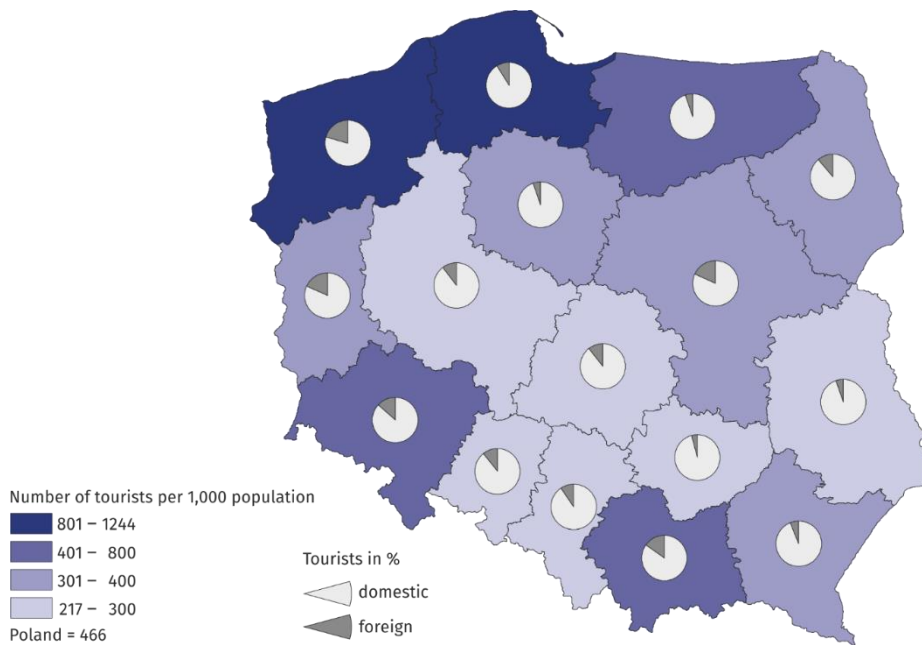 Number of tourists per 1,000 population
801 – 1244
401 – 800
301 – 400
217 – 300
Poland = 466
Tourists in %
domestic
foreign